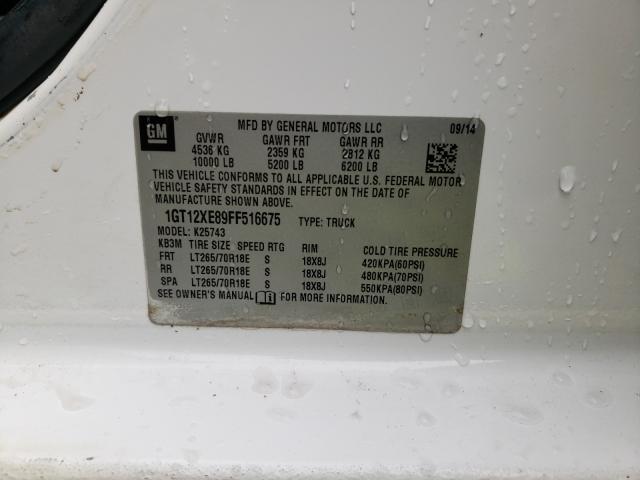 GM
MFD BY GENERAL MOTORS LLC 09/14
GVWR GAWR FRT GAWR RR
4536 KG 2359 KG 2812 KG
10000 LB 5200 LB 6200 LB
THIS VEHICLE CONFORMS TO ALL APPLICABLE U.S. FEDERAL MOTOR
VEHICLE SAFETY STANDARDS IN EFFECT ON THE DATE OF
MANUFACTURE SHOWN ABOVE.
1GT12XE89FF516675 TYPE: TRUCK
MODEL: K25743
KB3M TIRE SIZE SPEED RTG RIM COLD TIRE PRESSURE
FRT LT265/70R18E S 18X8J 420KPA(60PSI)
RR LT265/70R18E S 18X8J 480KPA(70PSI)
SPA LT265/70R18E S 18X8J 550KPA(80PSI)
SEE OWNER'S MANUAL FOR MORE INFORMATION.